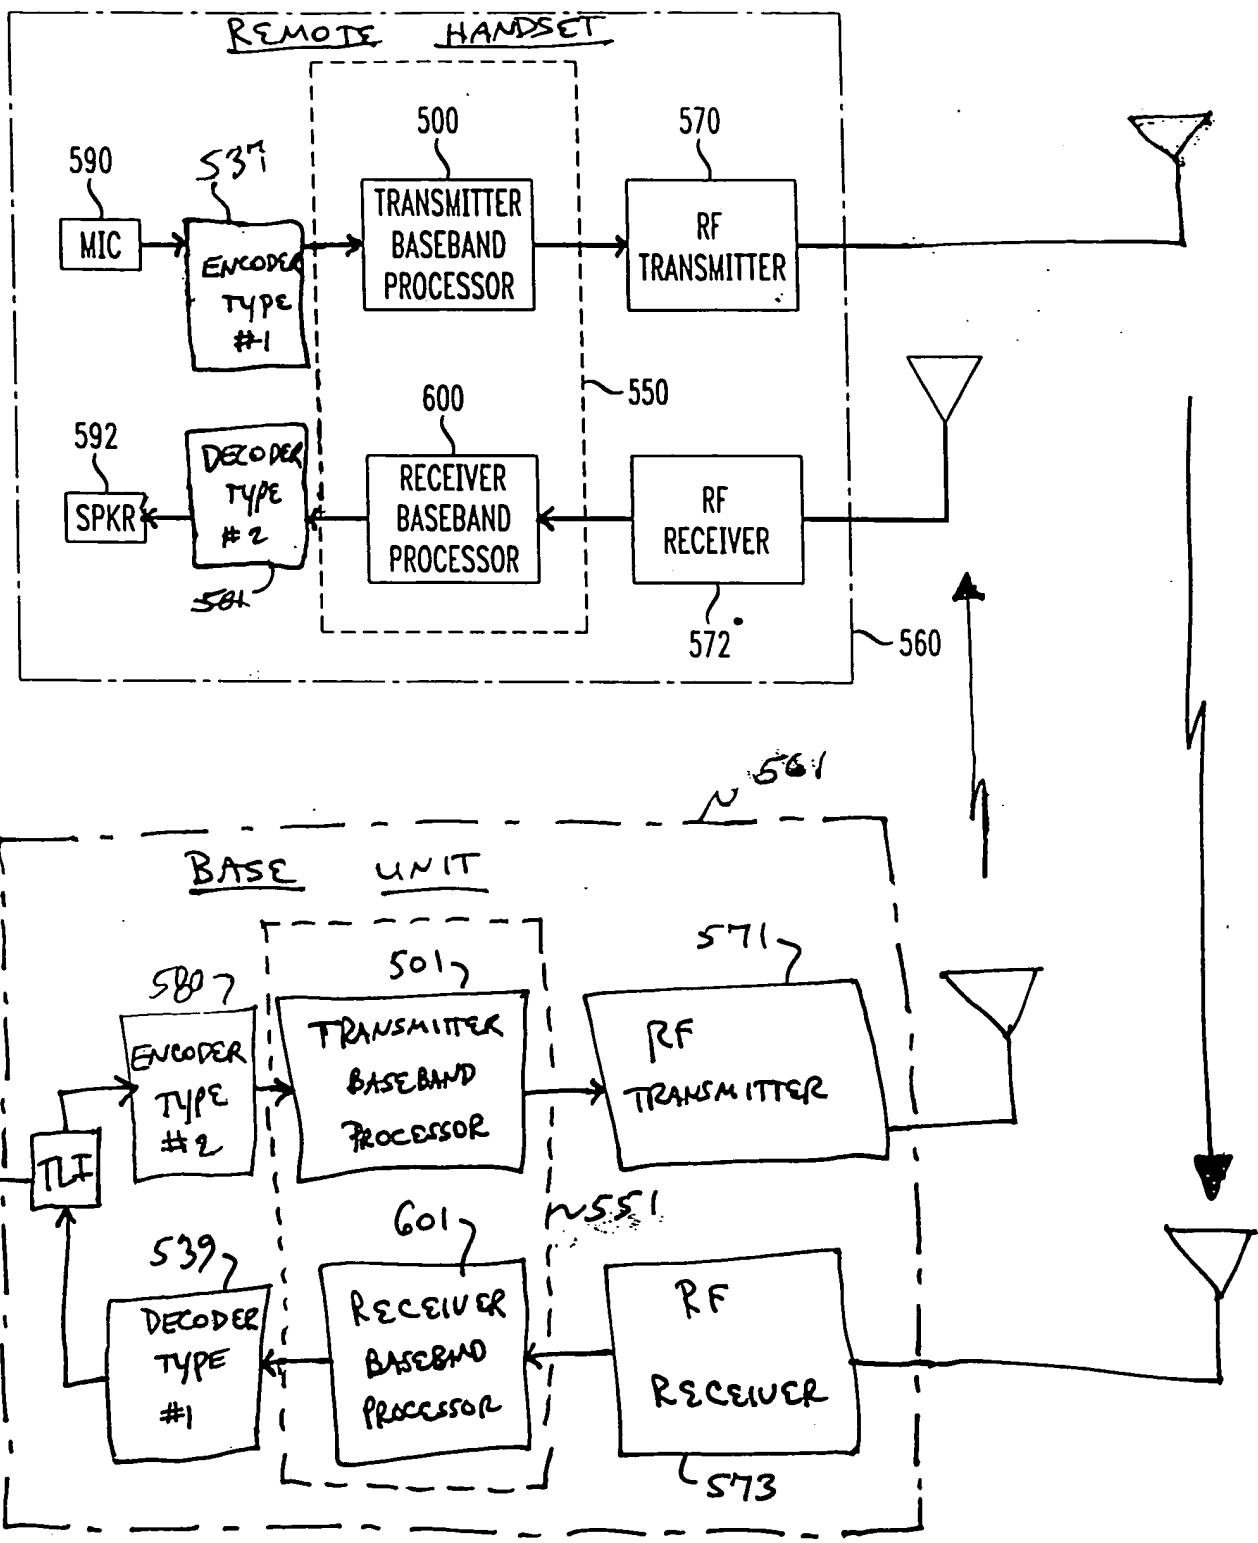 REMOTE HANDSET
500
570
590
537
MIC
ENCODER
TYPE
#1
TRANSMITTER
BASEBAND
PROCESSOR
RF
TRANSMITTER
550
592
600
SPKR
DECODER
TYPE
#2
RECEIVER
BASEBAND
PROCESSOR
RF
RECEIVER
572
560
561
BASE UNIT
501
571
580
ENCODER
TYPE
#2
TRANSMITTER
BASEBAND
PROCESSOR
RF
TRANSMITTER
TLI
551
601
539
DECODER
TYPE
#1
RECEIVER
BASEBAND
PROCESSOR
RF
RECEIVER
573